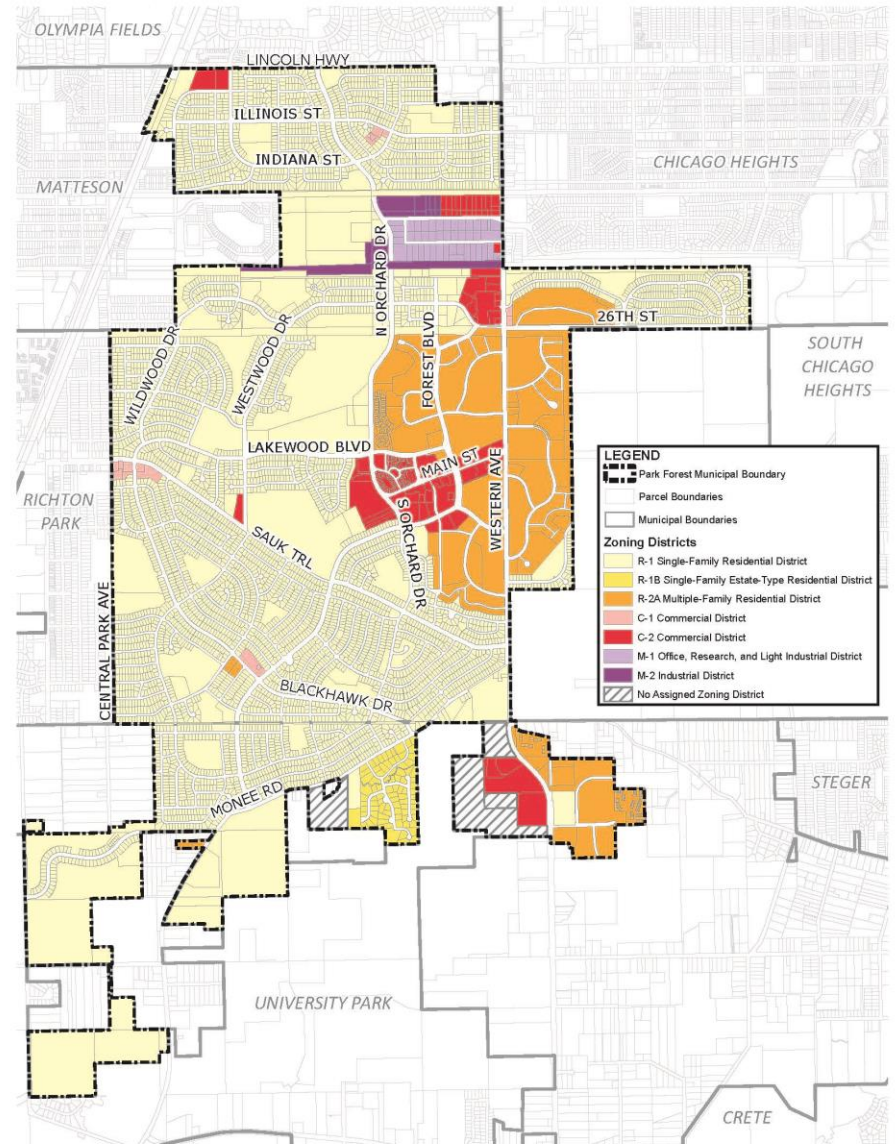 OLYMPIA FIELDS
LINCOLN HWY
ILLINOIS ST
INDIANA ST
CHICAGO HEIGHTS
MATTESON
N ORCHARD DR
26TH ST
FOREST BLVD
WESTWOOD DR
WILDWOOD DR
SOUTH
CHICAGO
HEIGHTS
LAKEWOOD BLVD
MAIN ST
WESTERN AVE
RICHTON
PARK
SAUK TRL
S ORCHARD DR
CENTRAL PARK AVE
BLACKHAWK DR
LEGEND
Park Forest Municipal Boundary
Parcel Boundaries
Municipal Boundaries
Zoning Districts
R-1 Single-Family Residential District
R-1B Single-Family Estate-Type Residential District
R-2A Multiple-Family Residential District
C-1 Commercial District
C-2 Commercial District
M-1 Office, Research, and Light Industrial District
M-2 Industrial District
No Assigned Zoning District
MONEE RD
STEGER
UNIVERSITY PARK
CRETE